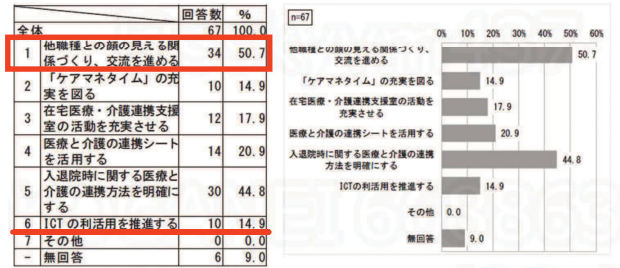 回答数 %
全体 67 100.0
1 他職種との顔の見える関 34 50.7
係づくり、交流を進める
2 「ケアマネタイム」の充 10 14.9
実を図る
3 在宅医療・介護連携支援 12 17.9
室の活動を充実させる
4 医療と介護の連携シート 14 20.9
を活用する
5 入退院時に関する医療と 30 44.8
介護の連携方法を明確に
する
6 ICTの利活用を推進する 10 14.9
7 その他 0 0.0
- 無回答 6 9.0
n=67
0% 10% 20% 30% 40% 50% 60%
他職種との顔の見える関係づくり、
交流を進める
50.7
「ケアマネタイム」の充実を図る 14.9
在宅医療・介護連携支援室の活動を
充実させる
17.9
医療と介護の連携シートを活用する 20.9
入退院時に関する医療と介護の連携
方法を明確にする
44.8
ICTの利活用を推進する 14.9
その他 0.0
無回答 9.0